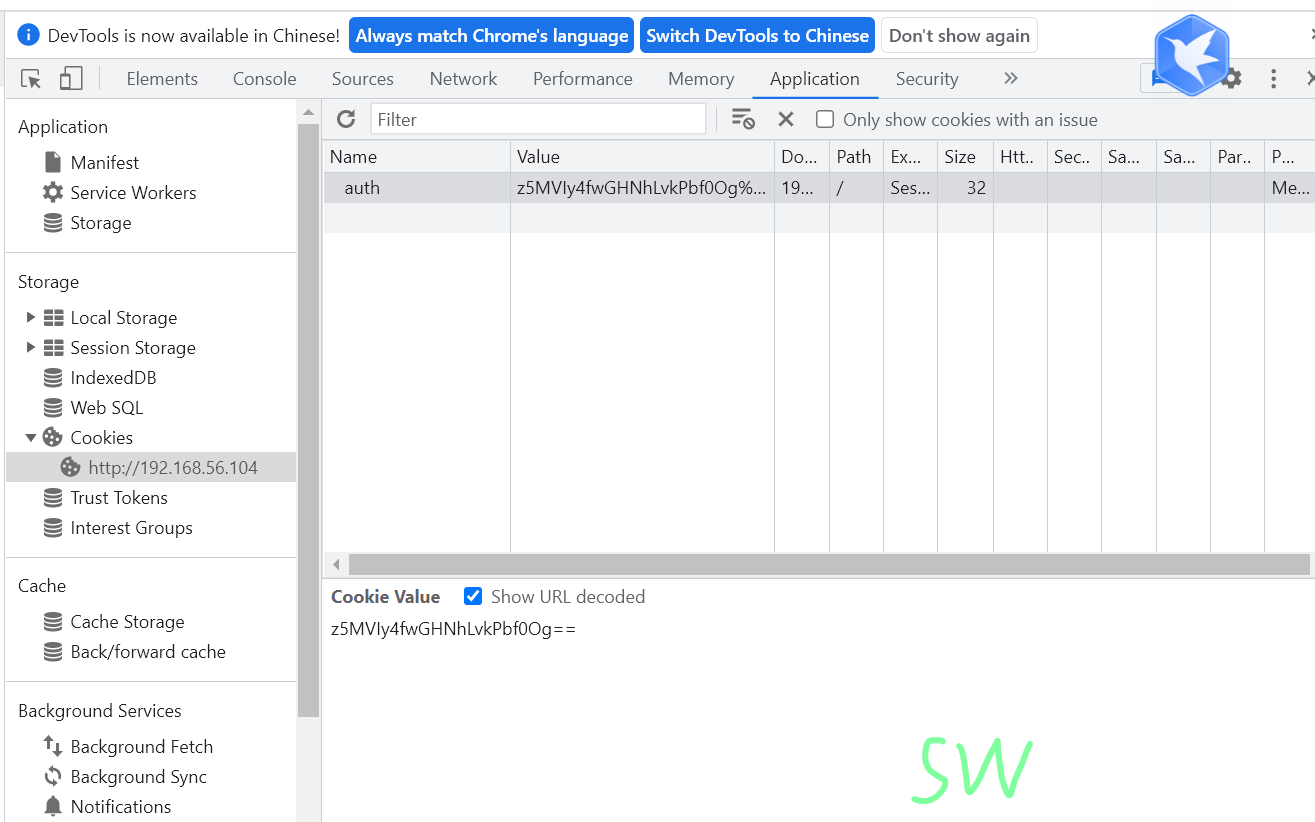 DevTools is now available in Chinese! Always match Chrome's language Switch DevTools to Chinese Don't show again
Elements Console Sources Network Performance Memory Application Security »
Application
Manifest
Service Workers
Storage
Storage
Local Storage
Session Storage
IndexedDB
Web SQL
Cookies
http://192.168.56.104
Trust Tokens
Interest Groups
Cache
Cache Storage
Back/forward cache
Background Services
Background Fetch
Background Sync
Notifications
Filter Only show cookies with an issue
Name Value Do... Path Ex... Size Htt.. Sec.. Sa... Sa... Par.. P...
auth z5MVIy4fwGHNhLvkPbf0Og%... 19... / Ses... 32 Me...
Cookie Value Show URL decoded
z5MVIy4fwGHNhLvkPbf0Og==
SW